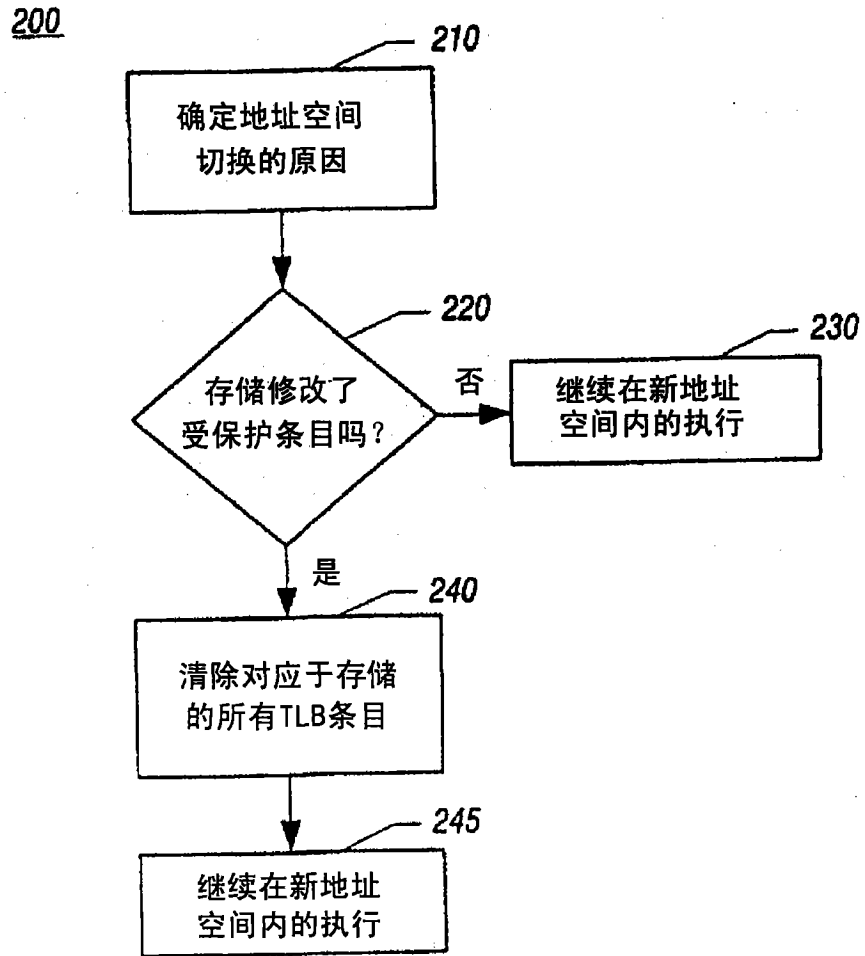 200
210
确定地址空间
切换的原因
220
存储修改了
受保护条目吗?
否
230
继续在新地址
空间内的执行
是
240
清除对应于存储
的所有TLB条目
245
继续在新地址
空间内的执行